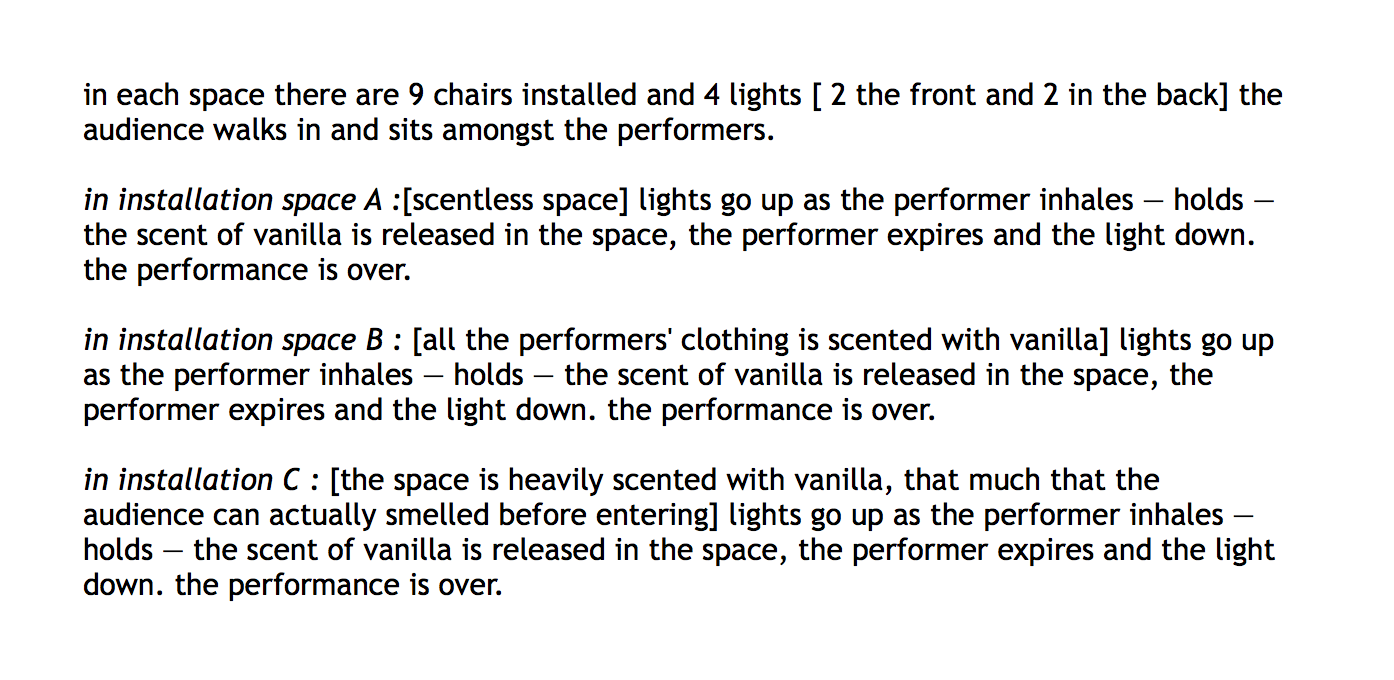 in each space there are 9 chairs installed and 4 lights [ 2 the front and 2 in the back] the
audience walks in and sits amongst the performers.
in installation space A :[scentless space] lights go up as the performer inhales — holds —
the scent of vanilla is released in the space, the performer expires and the light down.
the performance is over.
in installation space B : [all the performers' clothing is scented with vanilla] lights go up
as the performer inhales — holds — the scent of vanilla is released in the space, the
performer expires and the light down. the performance is over.
in installation C : [the space is heavily scented with vanilla, that much that the
audience can actually smelled before entering] lights go up as the performer inhales —
holds — the scent of vanilla is released in the space, the performer expires and the light
down. the performance is over.